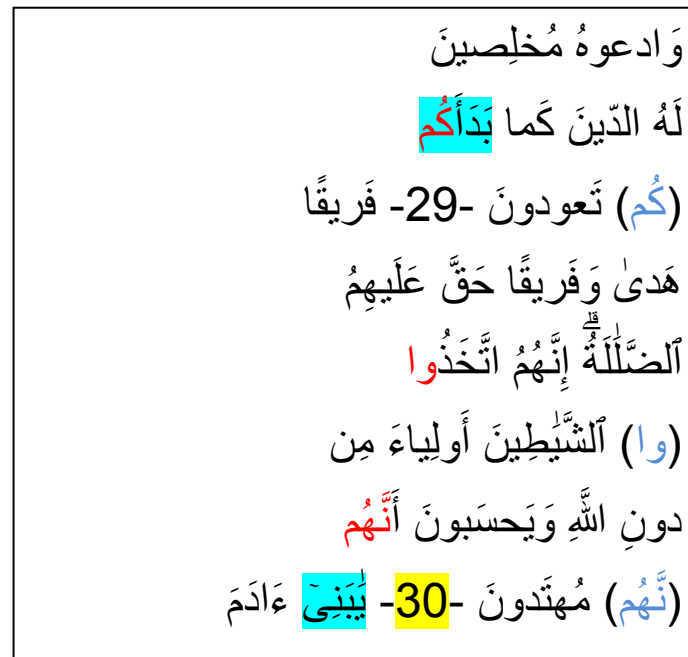 وَادعوهُ مُخلِصينَ
لَهُ الدّينَ كَما بَدَأَكُم
(كُم) تَعودونَ -29- فَريقًا
هَدىٰ وَفَريقًا حَقَّ عَلَيهِمُ
ٱلضَّلَٰلَةُۗ إِنَّهُمُ اتَّخَذُوا
(وا) ٱلشَّيَٰطِينَ أَولِياءَ مِن
دونِ اللَّهِ وَيَحسَبونَ أَنَّهُم
(نَّهُم) مُهتَدونَ -30- يَٰبَنِىٓ ءَادَمَ